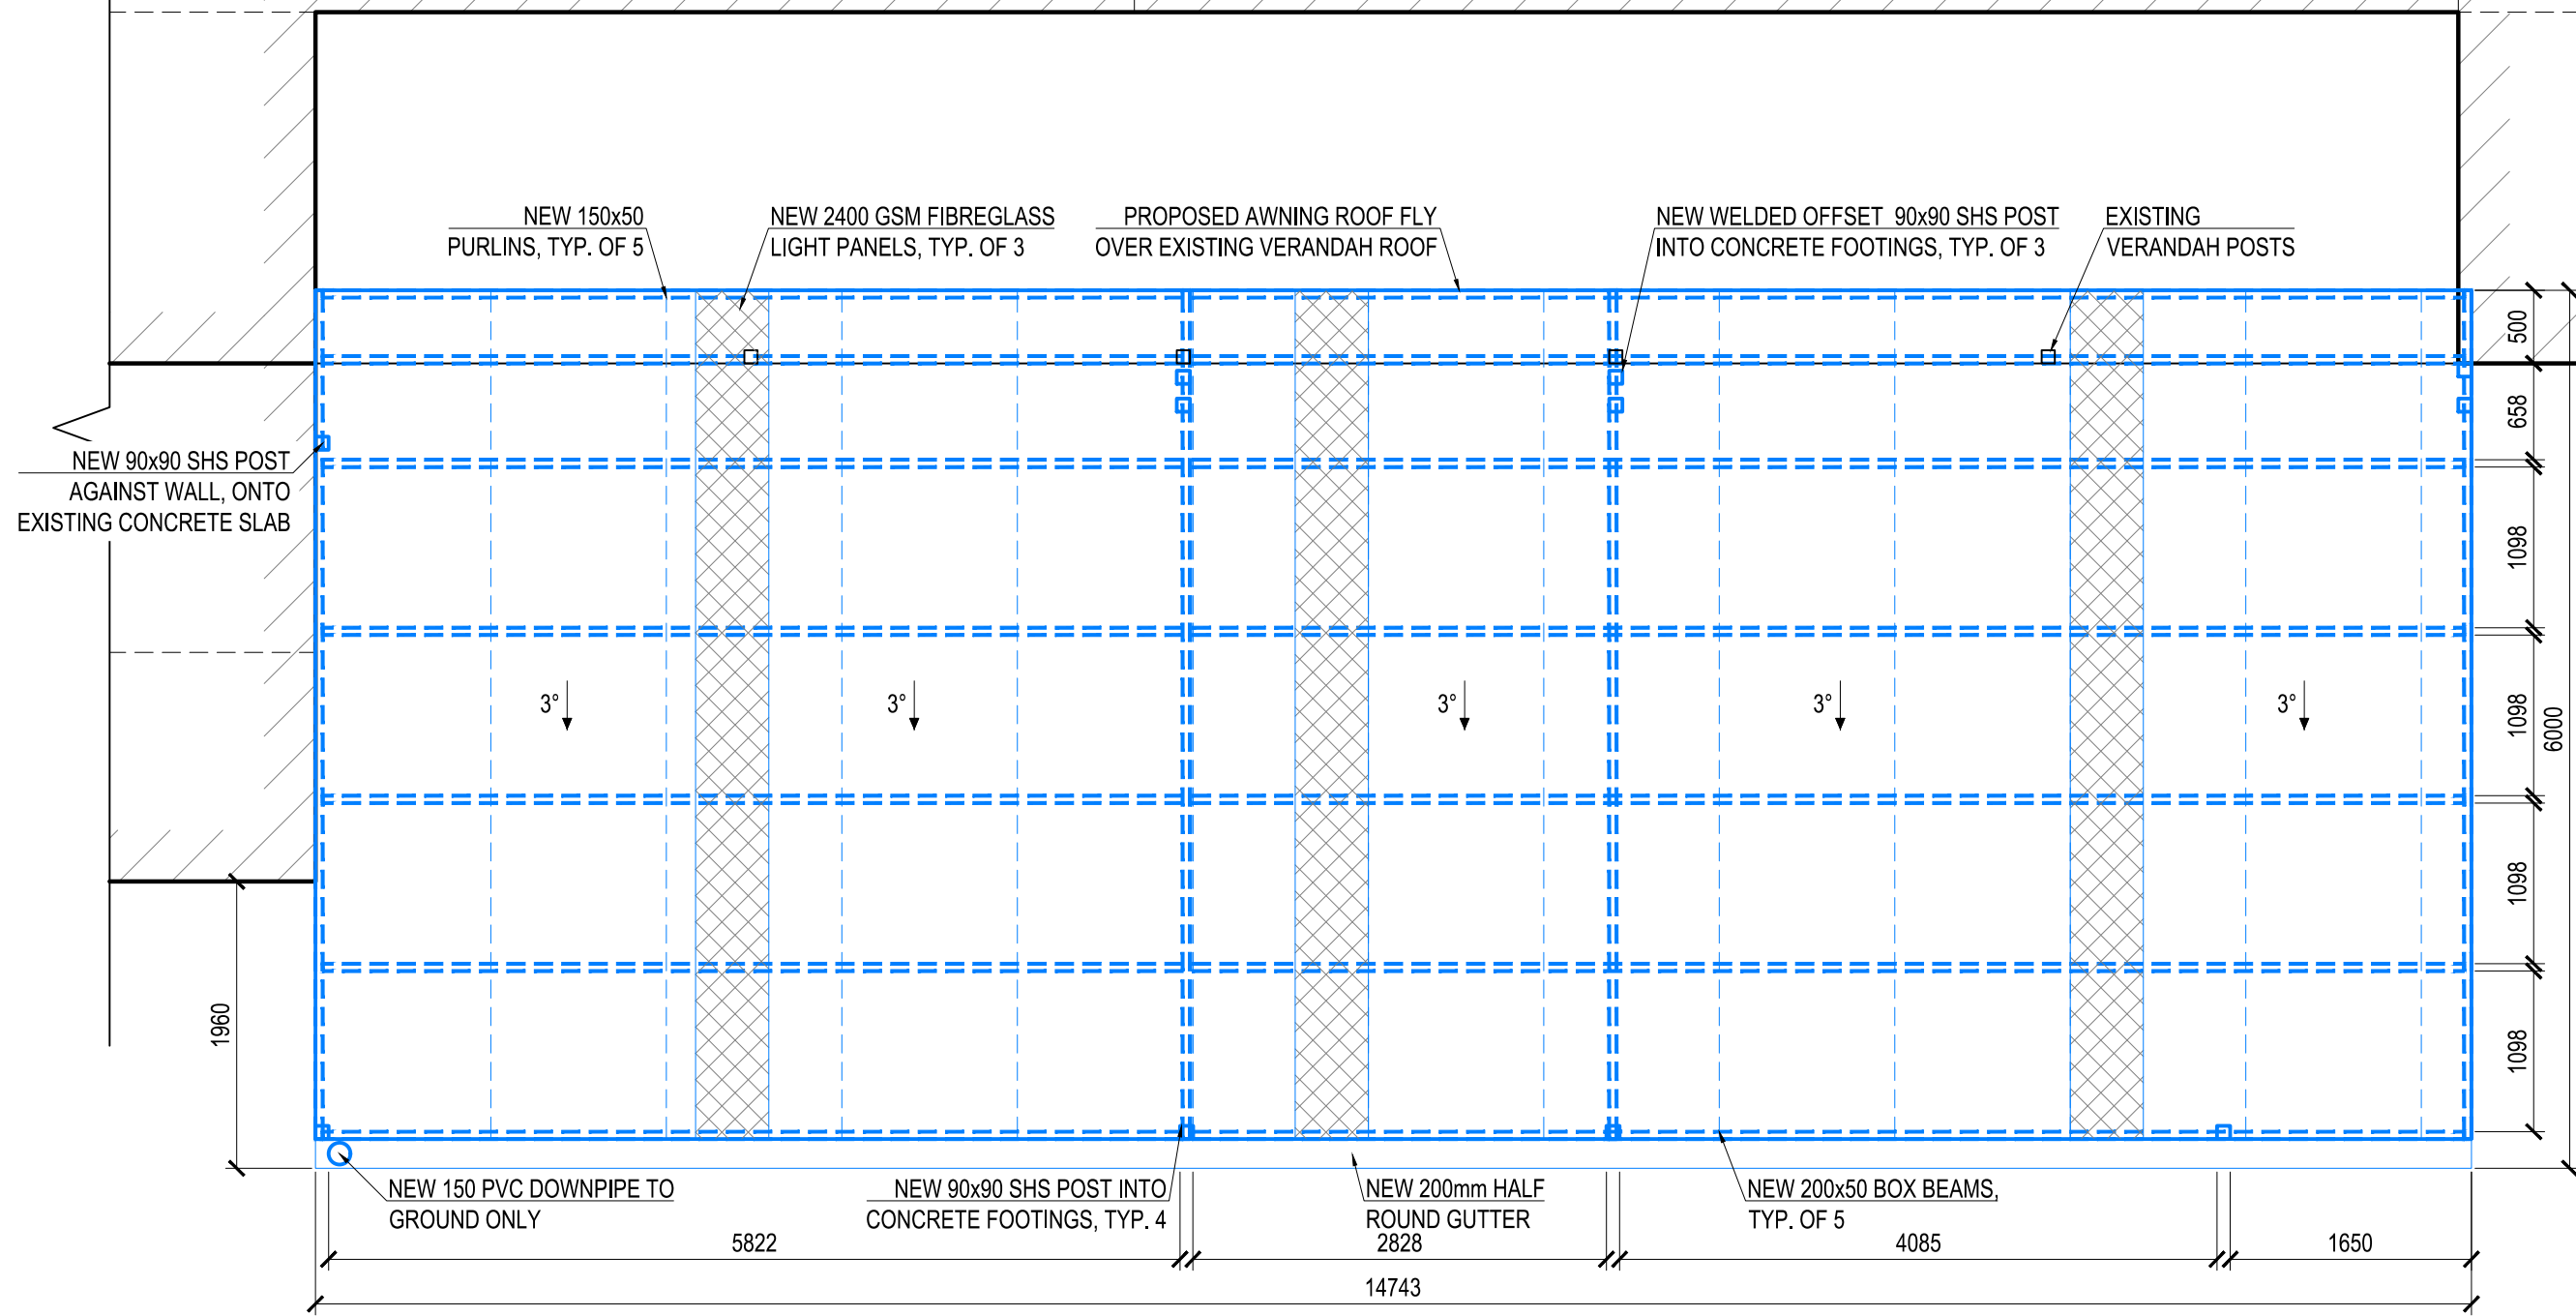 NEW 150x50
PURLINS, TYP. OF 5
NEW 2400 GSM FIBREGLASS
LIGHT PANELS, TYP. OF 3
PROPOSED AWNING ROOF FLY
OVER EXISTING VERANDAH ROOF
NEW WELDED OFFSET 90x90 SHS POST
INTO CONCRETE FOOTINGS, TYP. OF 3
EXISTING
VERANDAH POSTS
500
658
NEW 90x90 SHS POST
AGAINST WALL, ONTO
EXISTING CONCRETE SLAB
1098
3°
3°
3°
3°
3°
1098
6000
1098
1960
1098
NEW 150 PVC DOWNPIPE TO
GROUND ONLY
NEW 90x90 SHS POST INTO
CONCRETE FOOTINGS, TYP. 4
NEW 200mm HALF
ROUND GUTTER
NEW 200x50 BOX BEAMS,
TYP. OF 5
5822
2828
4085
1650
14743